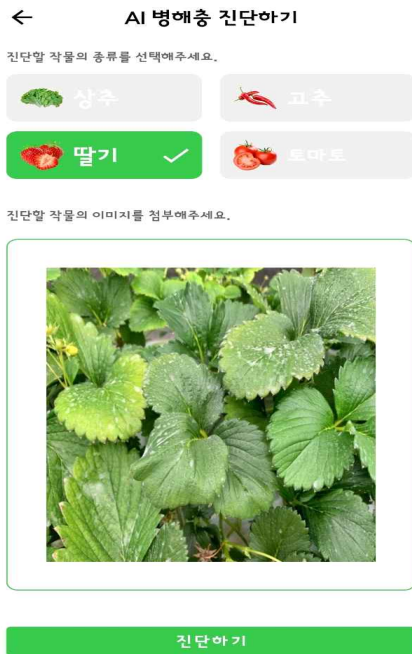 AI 병해충 진단하기
진단할 작물의 종류를 선택해주세요.
상추
고추
딸기
토마토
진단할 작물의 이미지를 첨부해주세요.
진단하기